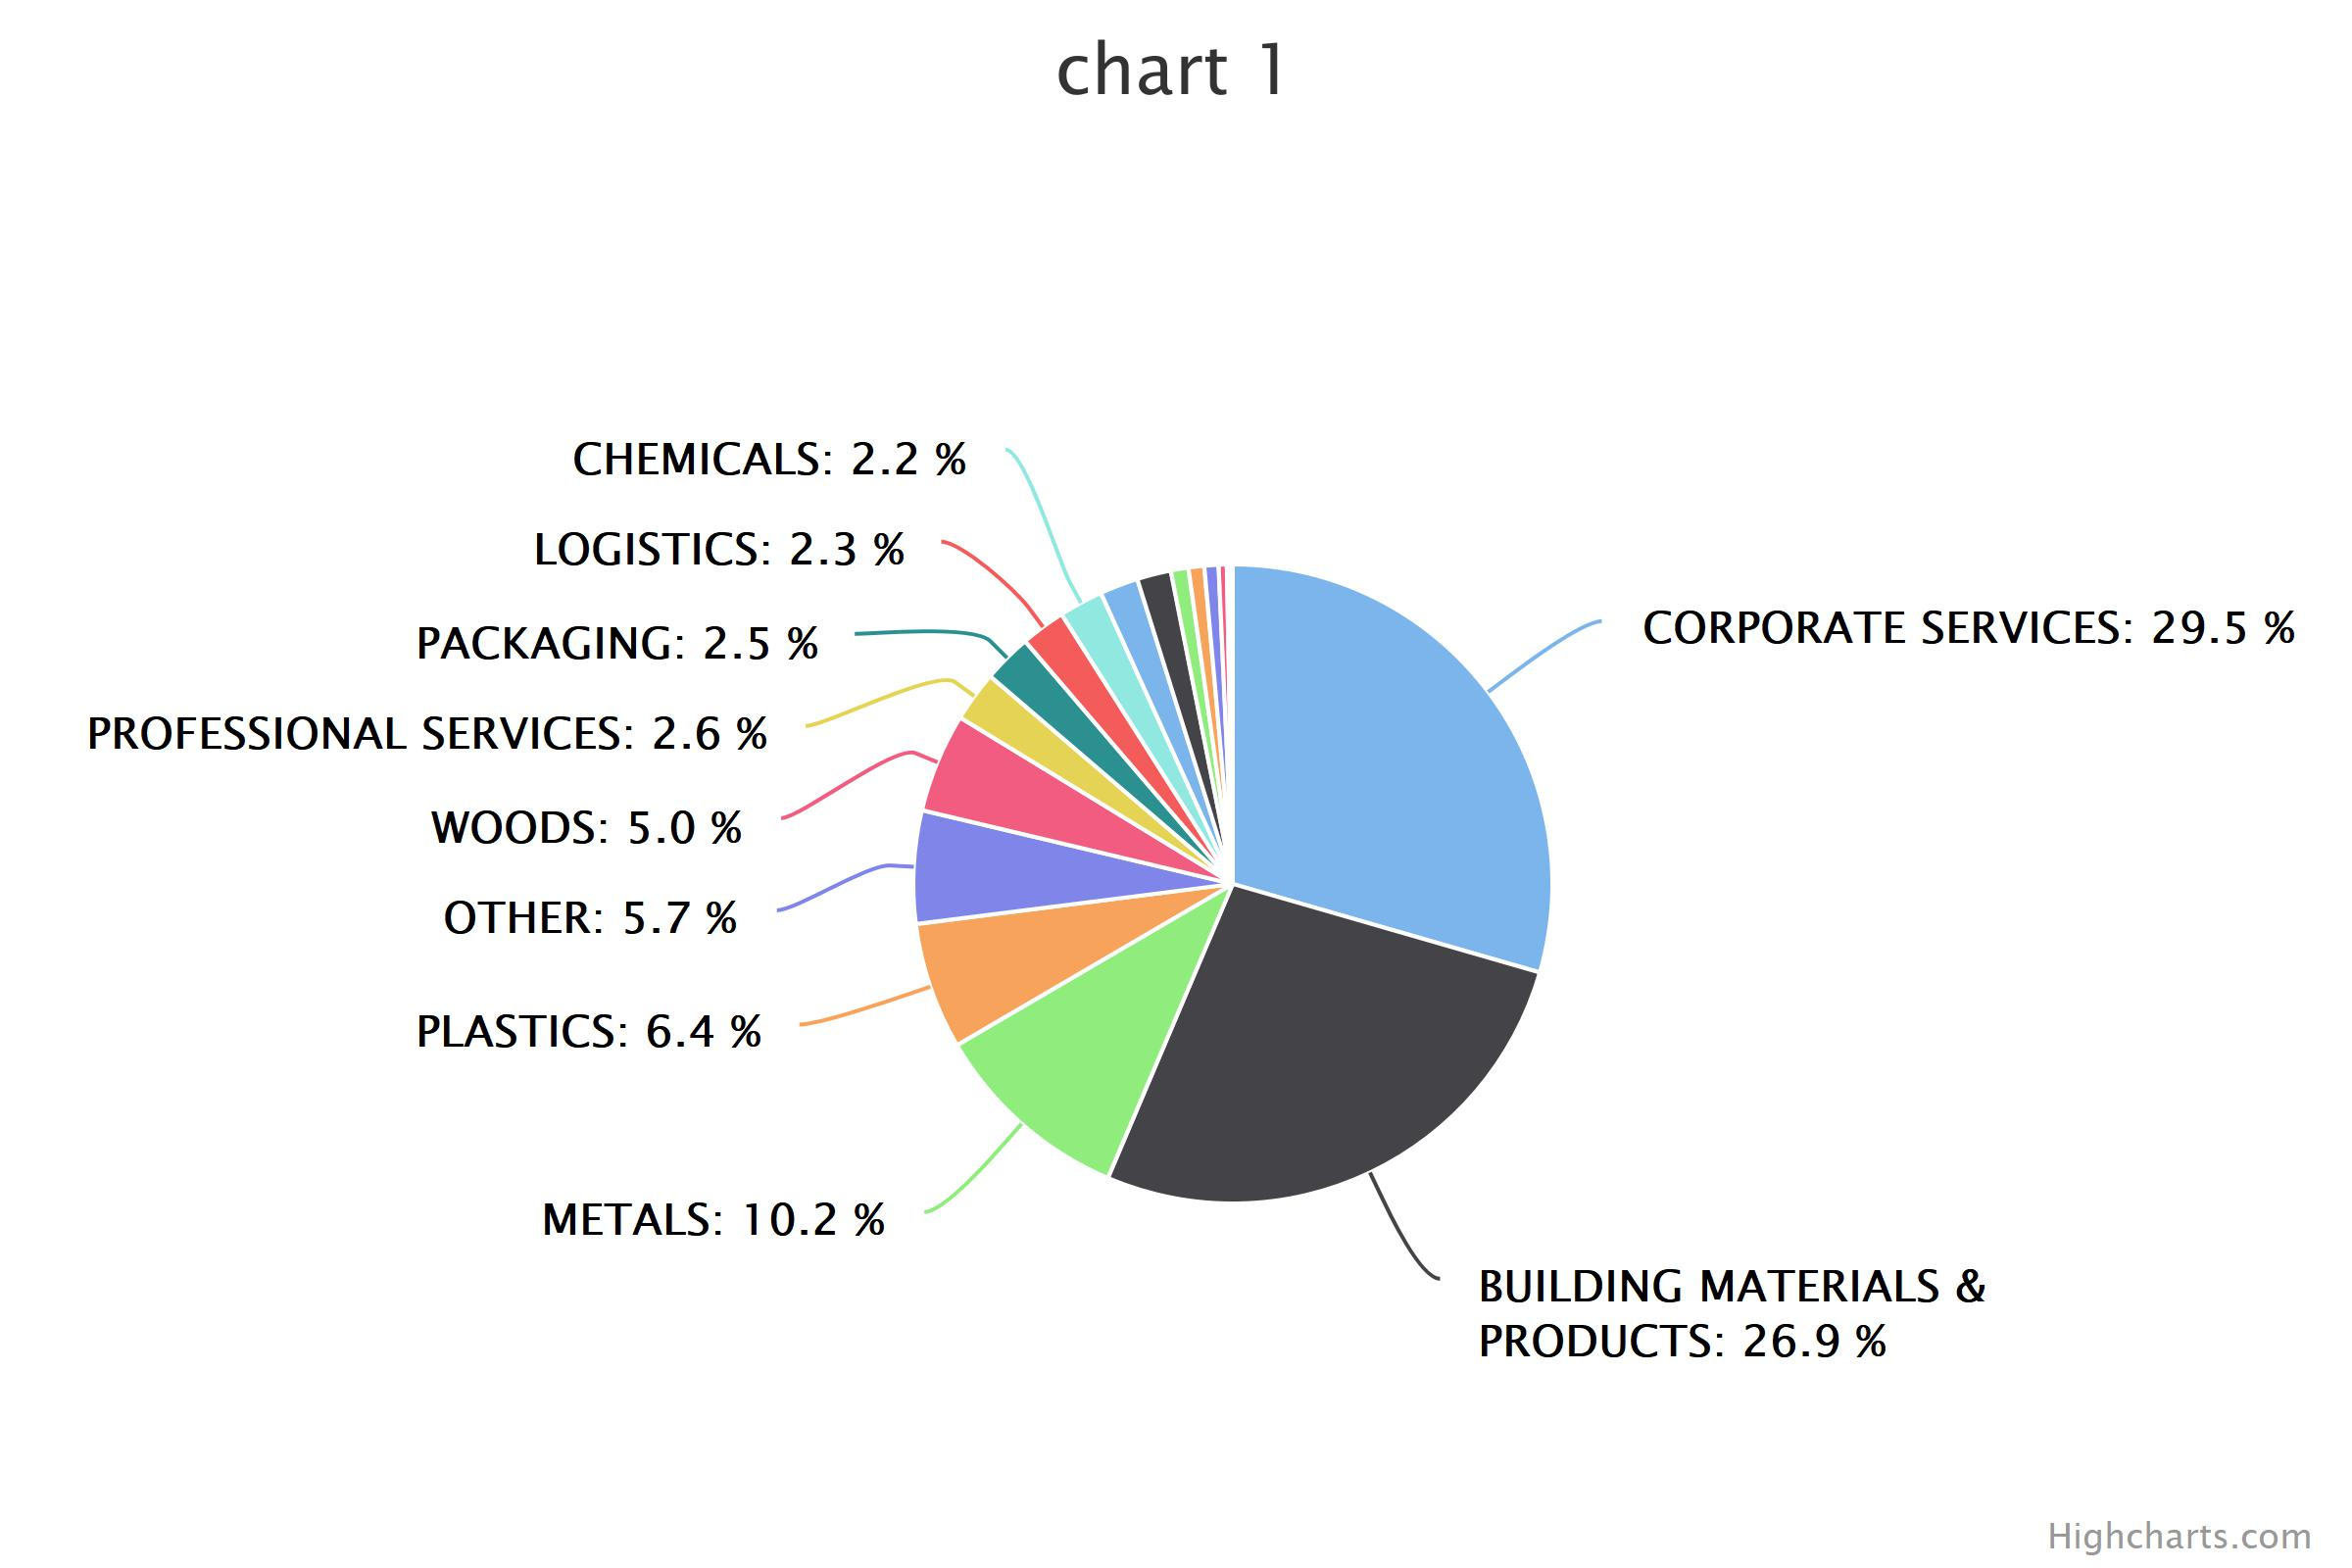 chart 1
CHEMICALS: 2.2 %
LOGISTICS: 2.3 %
PACKAGING: 2.5 %
PROFESSIONAL SERVICES: 2.6 %
WOODS: 5.0 %
OTHER: 5.7 %
PLASTICS: 6.4 %
METALS: 10.2 %
CORPORATE SERVICES: 29.5 %
BUILDING MATERIALS &
PRODUCTS: 26.9 %
Highcharts.com